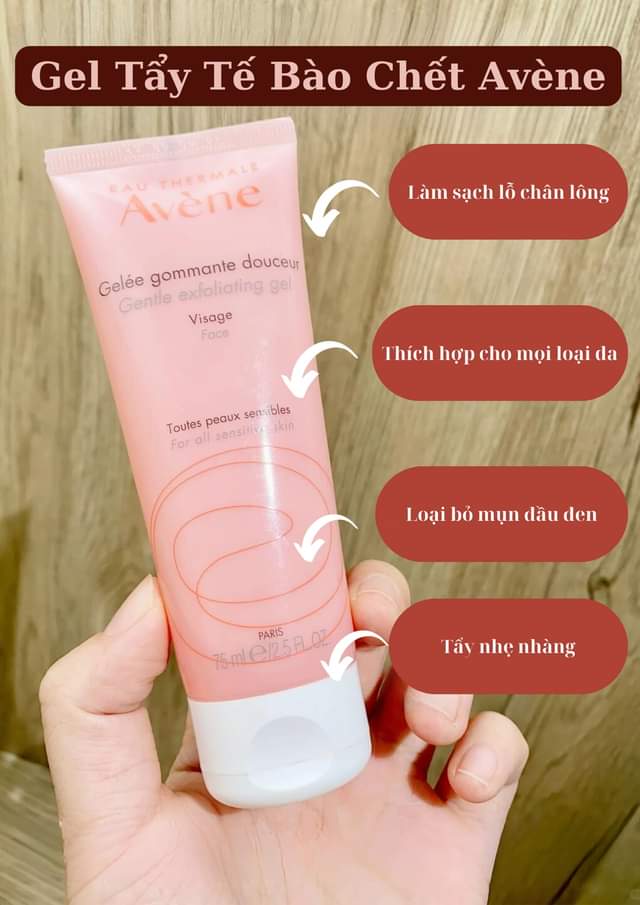 Gel Tẩy Tế Bào Chết Avène
EAU THERMALE
Avène
Gelée gommante douceur
Gentle exfoliating gel
Visage
Face
Toutes peaux sensibles
For all sensitive skin
PARIS
75 ml e/2.5 FL.OZ.
Làm sạch lỗ chân lông
Thích hợp cho mọi loại da
Loại bỏ mụn đầu đen
Tẩy nhẹ nhàng